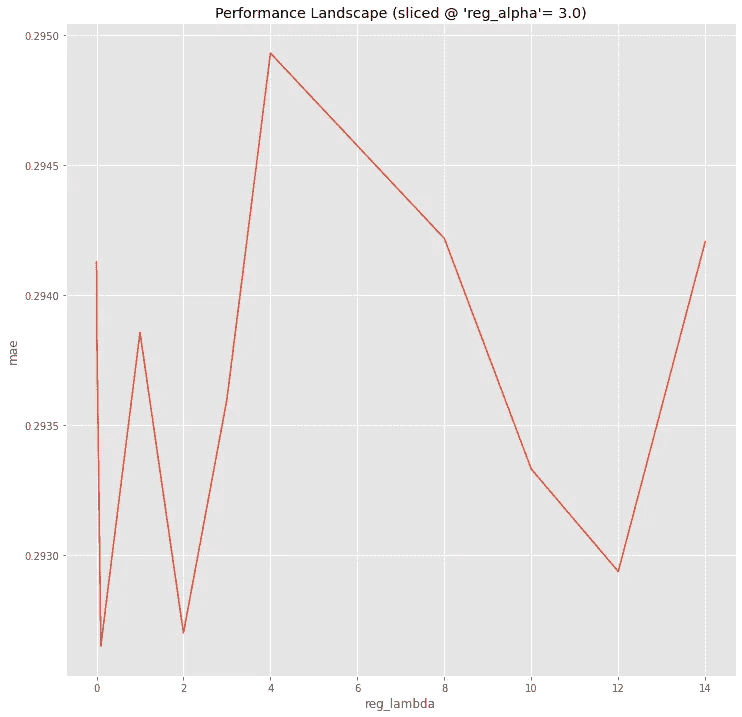 Performance Landscape (sliced @ 'reg_alpha'= 3.0)
0.2950
0.2945
0.2940
0.2935
0.2930
mae
0 2 4 6 8 10 12 14
reg_lambda